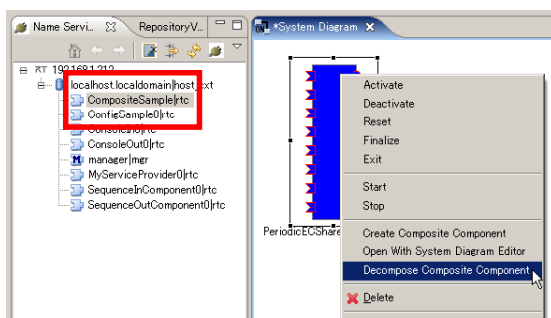 Name Servi..
RepositoryV..
*System Diagram
RT 192.168.1.212
localhost.localdomain|host_cxt
CompositeSample|rtc
ConfigSample0|rtc
ConsoleIn0|rtc
ConsoleOut0|rtc
manager|mgr
MyServiceProvider0|rtc
SequenceInComponent0|rtc
SequenceOutComponent0|rtc
PeriodicECShare
Activate
Deactivate
Reset
Finalize
Exit
Start
Stop
Create Composite Component
Open With System Diagram Editor
Decompose Composite Component
Delete